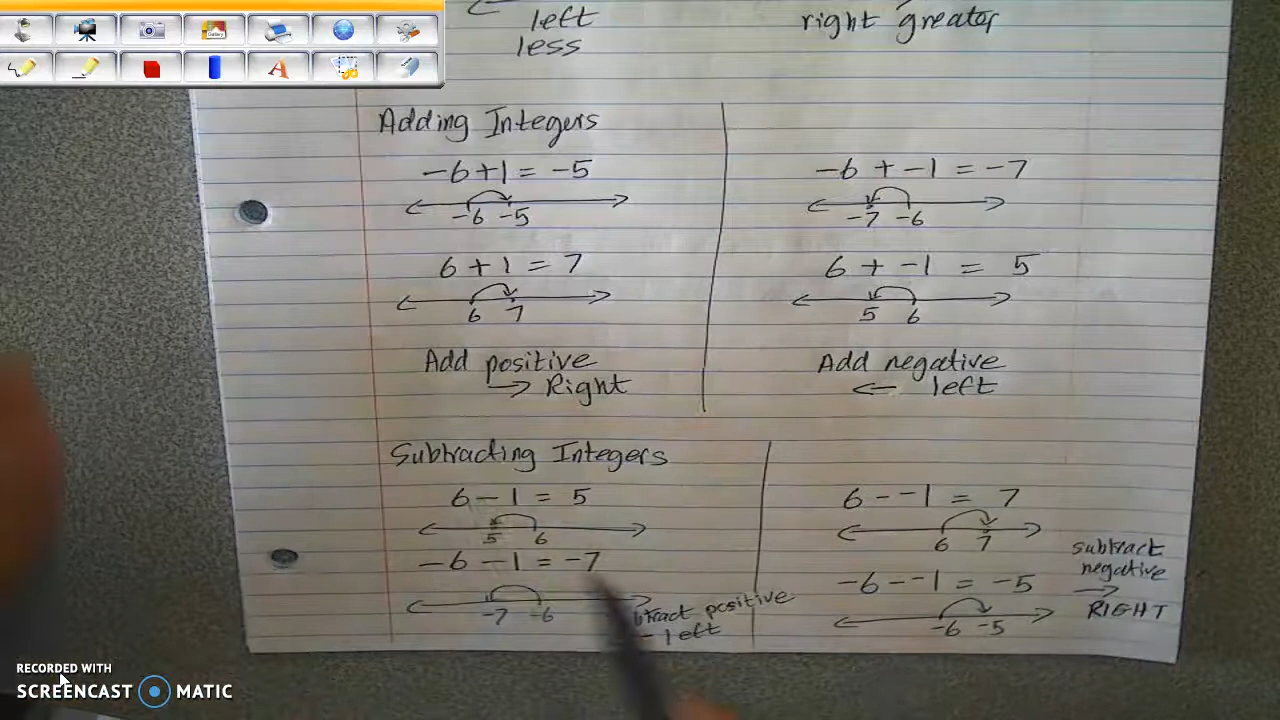 left
less
right greater
Adding Integers
-6+1 = -5
-6 -5
6 + 1 = 7
6 7
Add positive
→ Right
-6 + -1 = -7
-7 -6
6 + -1 = 5
5 6
Add negative
← left
Subtracting Integers
6 - 1 = 5
5 6
-6 - 1 = -7
-7 -6
positive
left
6 - -1 = 7
6 7
-6 - -1 = -5
-6 -5
subtract
negative
→
RIGHT
RECORDED WITH
SCREENCAST MATIC